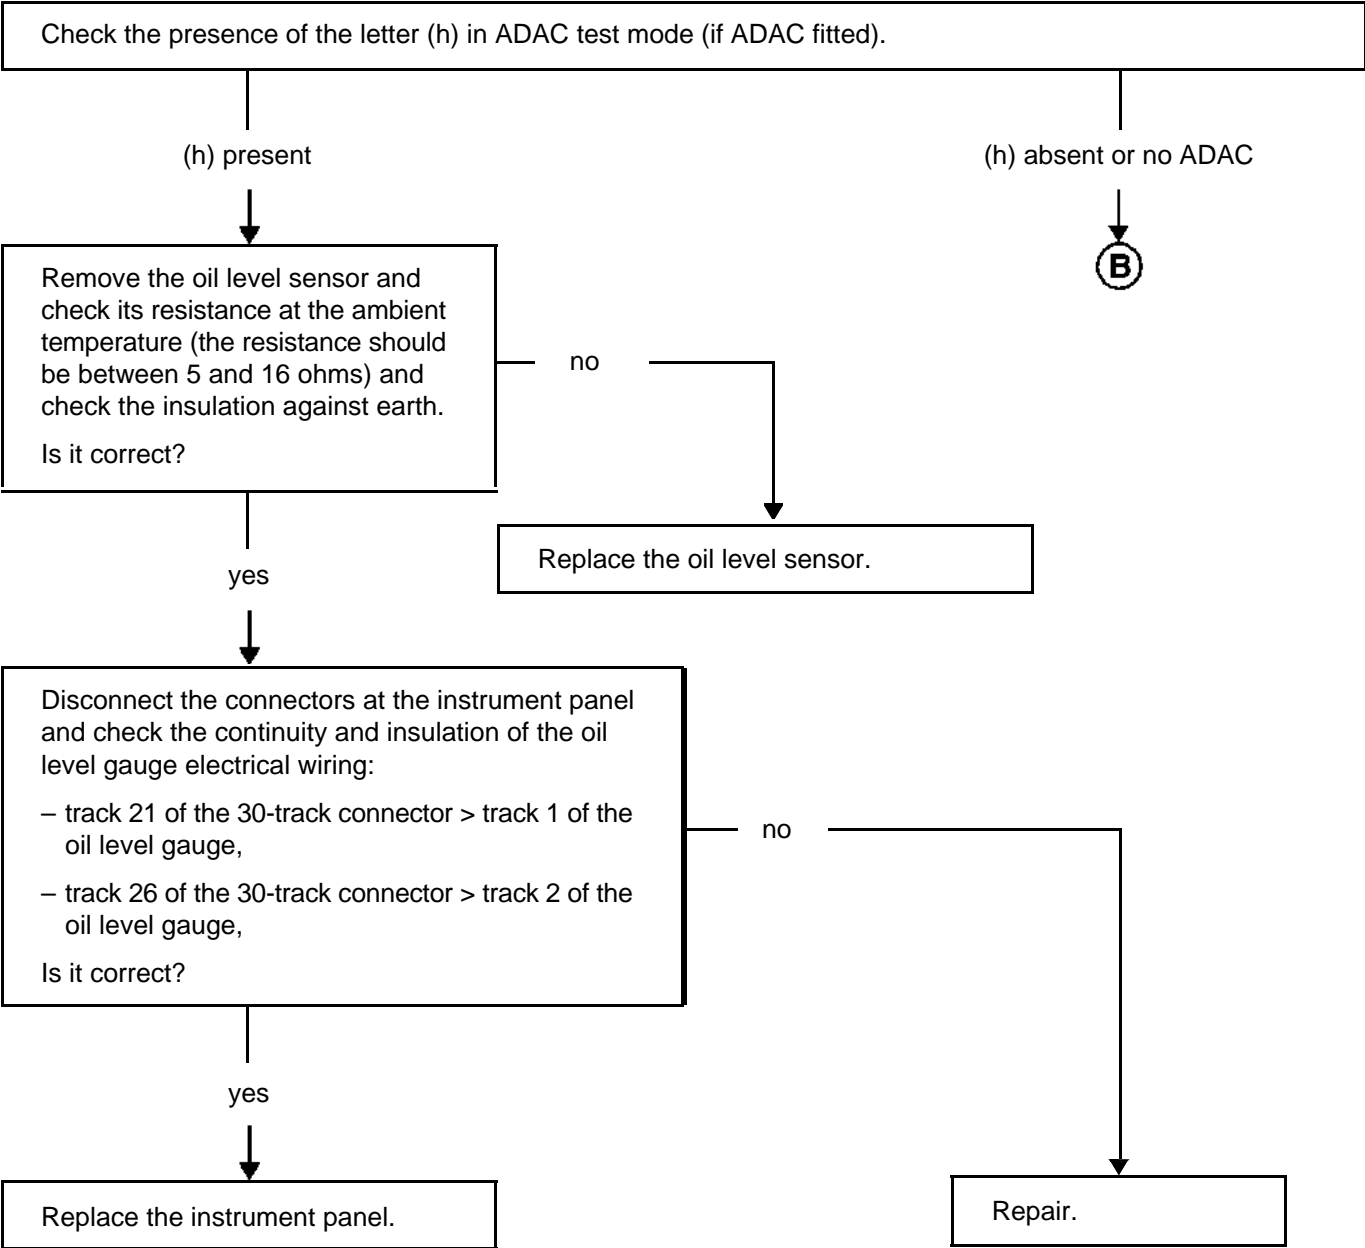 Check the presence of the letter (h) in ADAC test mode (if ADAC fitted).
(h) present
(h) absent or no ADAC
B
Remove the oil level sensor and
check its resistance at the ambient
temperature (the resistance should
be between 5 and 16 ohms) and
check the insulation against earth.
Is it correct?
no
Replace the oil level sensor.
yes
Disconnect the connectors at the instrument panel
and check the continuity and insulation of the oil
level gauge electrical wiring:
– track 21 of the 30-track connector > track 1 of the
oil level gauge,
– track 26 of the 30-track connector > track 2 of the
oil level gauge,
Is it correct?
no
yes
Replace the instrument panel.
Repair.